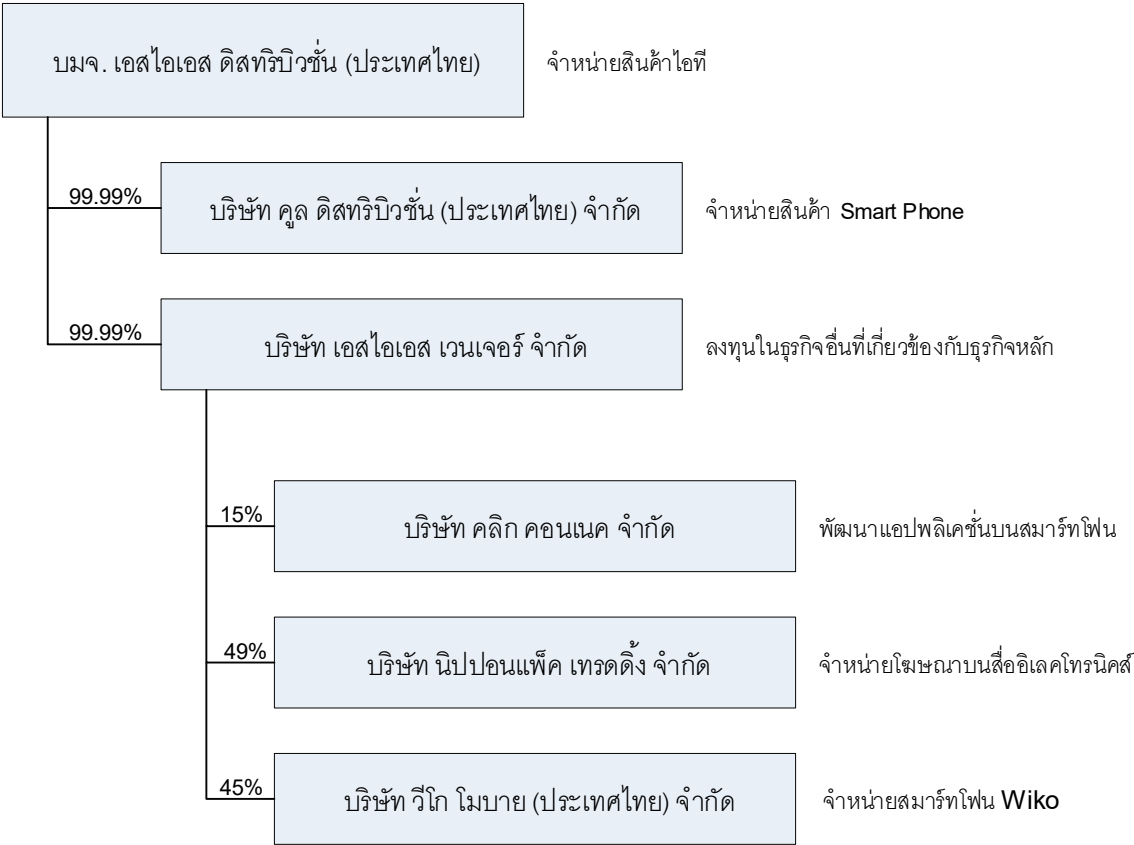 บมจ. เอสไอเอส ดิสทริบิวชั่น (ประเทศไทย)
จำหน่ายสินค้าไอที
99.99%
บริษัท คูล ดิสทริบิวชั่น (ประเทศไทย) จำกัด
จำหน่ายสินค้า Smart Phone
99.99%
บริษัท เอสไอเอส เวนเจอร์ จำกัด
ลงทุนในธุรกิจอื่นที่เกี่ยวข้องกับธุรกิจหลัก
15%
บริษัท คลิก คอนเนค จำกัด
พัฒนาแอปพลิเคชั่นบนสมาร์ทโฟน
49%
บริษัท นิปปอนแพ็ค เทรดดิ้ง จำกัด
จำหน่ายโฆษณาบนสื่ออิเลคโทรนิคส์
45%
บริษัท วีโก โมบาย (ประเทศไทย) จำกัด
จำหน่ายสมาร์ทโฟน Wiko